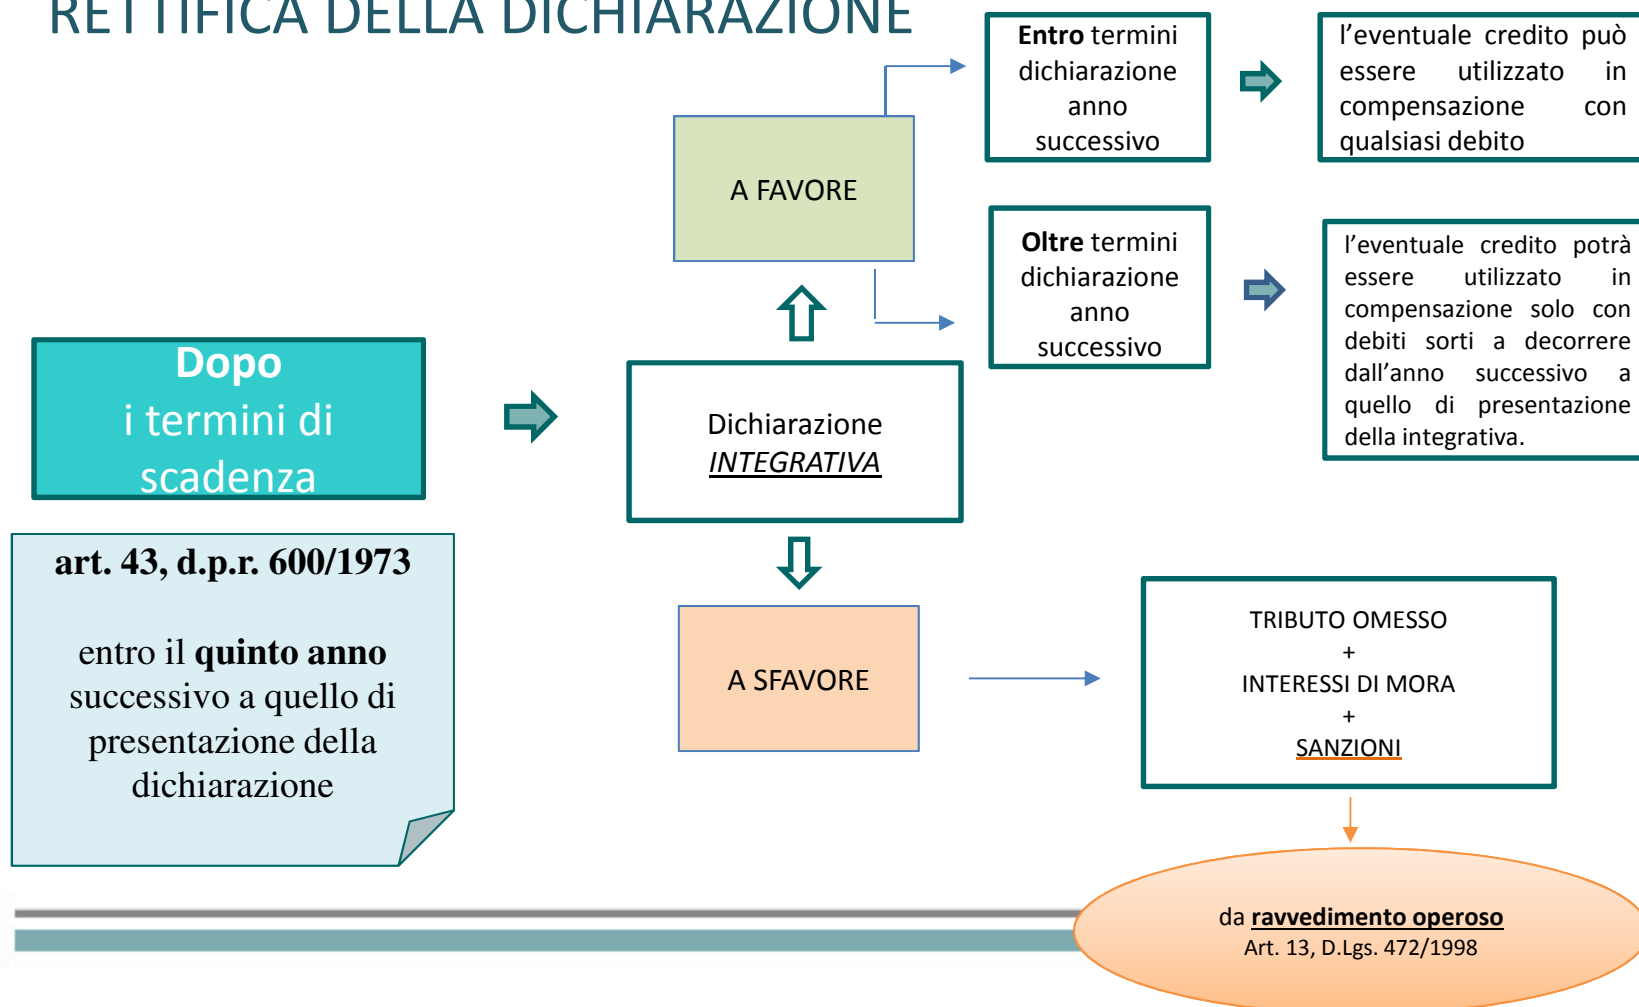 RETTIFICA DELLA DICHIARAZIONE
Entro termini
dichiarazione
anno
successivo
l'eventuale credito può
essere utilizzato in
compensazione con
qualsiasi debito
A FAVORE
Oltre termini
dichiarazione
anno
successivo
l'eventuale credito potrà
essere utilizzato in
compensazione solo con
debiti sorti a decorrere
dall'anno successivo a
quello di presentazione
della integrativa.
Dopo
i termini di
scadenza
Dichiarazione
INTEGRATIVA
art. 43, d.p.r. 600/1973
entro il quinto anno
successivo a quello di
presentazione della
dichiarazione
A SFAVORE
TRIBUTO OMESSO
+
INTERESSI DI MORA
+
SANZIONI
da ravvedimento operoso
Art. 13, D.Lgs. 472/1998